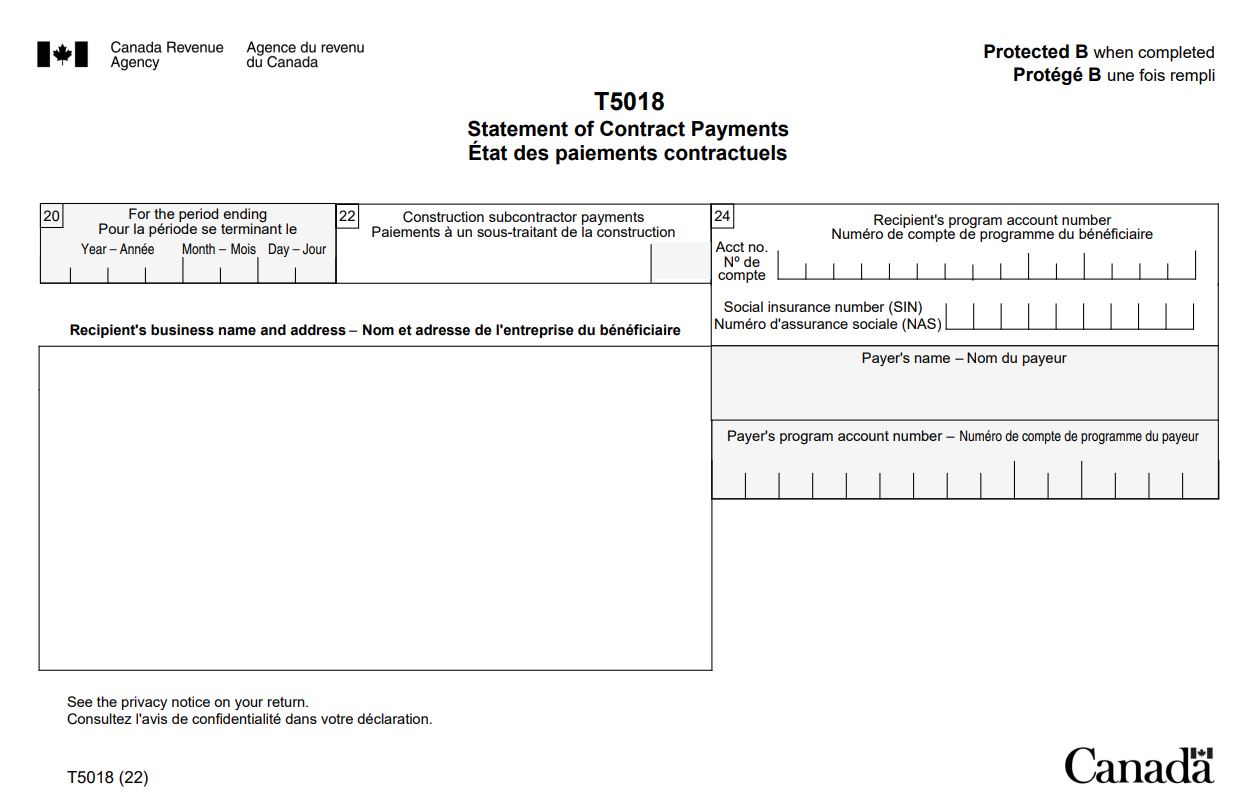 Canada Revenue Agency
Agence du revenu du Canada
Protected B when completed
Protégé B une fois rempli
T5018
Statement of Contract Payments
État des paiements contractuels
20
For the period ending
Pour la période se terminant le
Year – Année Month – Mois Day – Jour
22
Construction subcontractor payments
Paiements à un sous-traitant de la construction
24
Recipient's program account number
Numéro de compte de programme du bénéficiaire
Acct no.
Nº de
compte
Social insurance number (SIN)
Numéro d'assurance sociale (NAS)
Recipient's business name and address – Nom et adresse de l'entreprise du bénéficiaire
Payer's name – Nom du payeur
Payer's program account number – Numéro de compte de programme du payeur
See the privacy notice on your return.
Consultez l'avis de confidentialité dans votre déclaration.
T5018 (22)
Canada